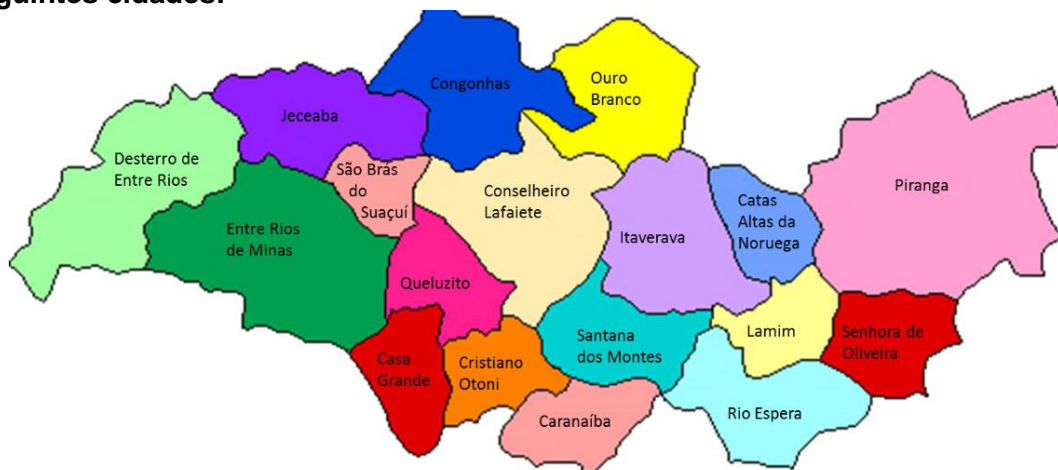 guintes cidades:
Congonhas
Ouro
Branco
Jeceaba
Desterro de
Entre Rios
São Brás
do
Suaçuí
Conselheiro
Lafaiete
Piranga
Catas
Altas da
Noruega
Entre Rios
de Minas
Itaverava
Queluzito
Lamim
Senhora de
Oliveira
Santana
dos Montes
Casa
Grande
Cristiano
Otoni
Caranaíba
Rio Espera